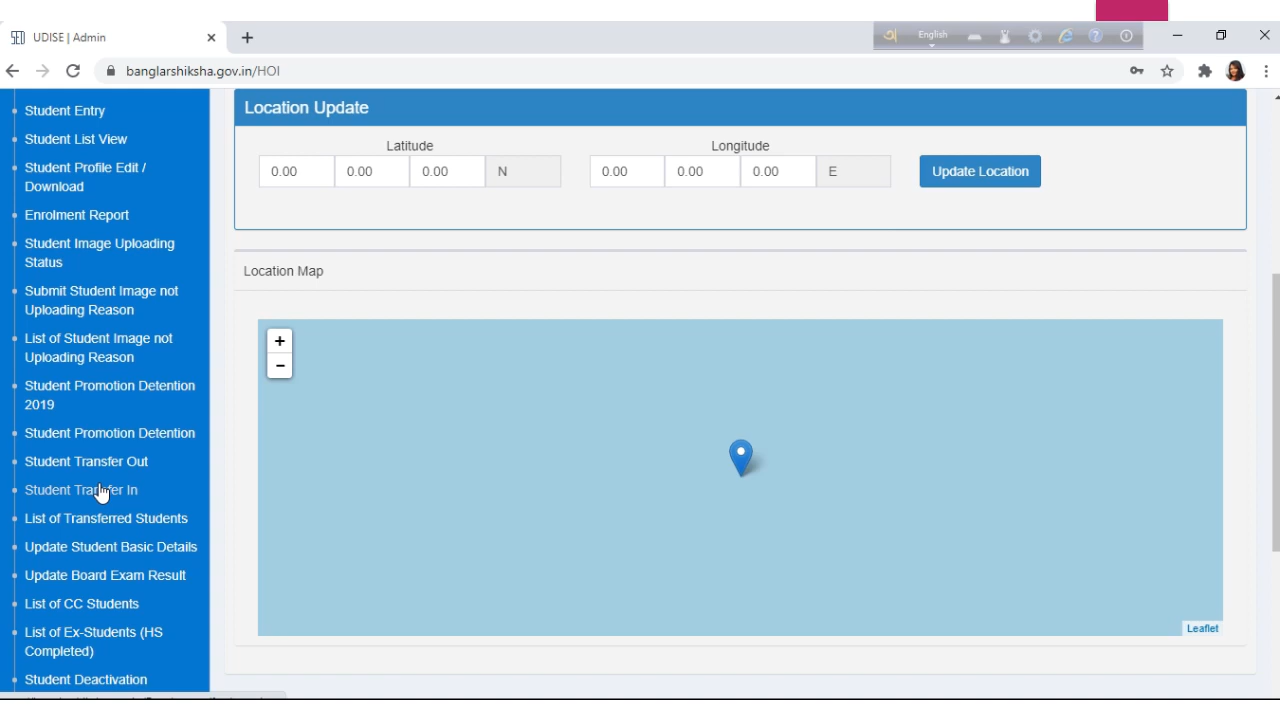 UDISE | Admin
English
banglarshiksha.gov.in/HOI
Student Entry
Student List View
Student Profile Edit /
Download
Enrolment Report
Student Image Uploading
Status
Submit Student Image not
Uploading Reason
List of Student Image not
Uploading Reason
Student Promotion Detention
2019
Student Promotion Detention
Student Transfer Out
Student Transfer In
List of Transferred Students
Update Student Basic Details
Update Board Exam Result
List of CC Students
List of Ex-Students (HS
Completed)
Student Deactivation
Location Update
Latitude
Longitude
0.00 0.00 0.00 N 0.00 0.00 0.00 E Update Location
Location Map
+
−
Leaflet